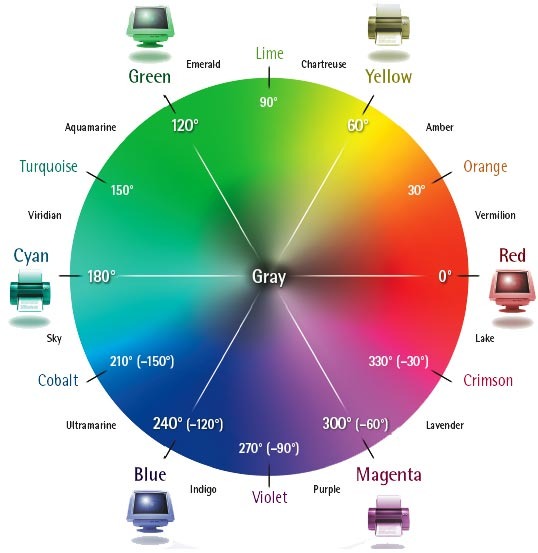 Lime
Emerald
Chartreuse
Green
Yellow
90°
120°
60°
Aquamarine
Amber
Turquoise
Orange
150°
30°
Viridian
Vermilion
Cyan
Red
180°
Gray
0°
Sky
Lake
210° (–150°)
330° (–30°)
Cobalt
Crimson
Ultramarine
240° (–120°)
300° (–60°)
Lavender
270° (–90°)
Blue
Magenta
Indigo
Violet
Purple